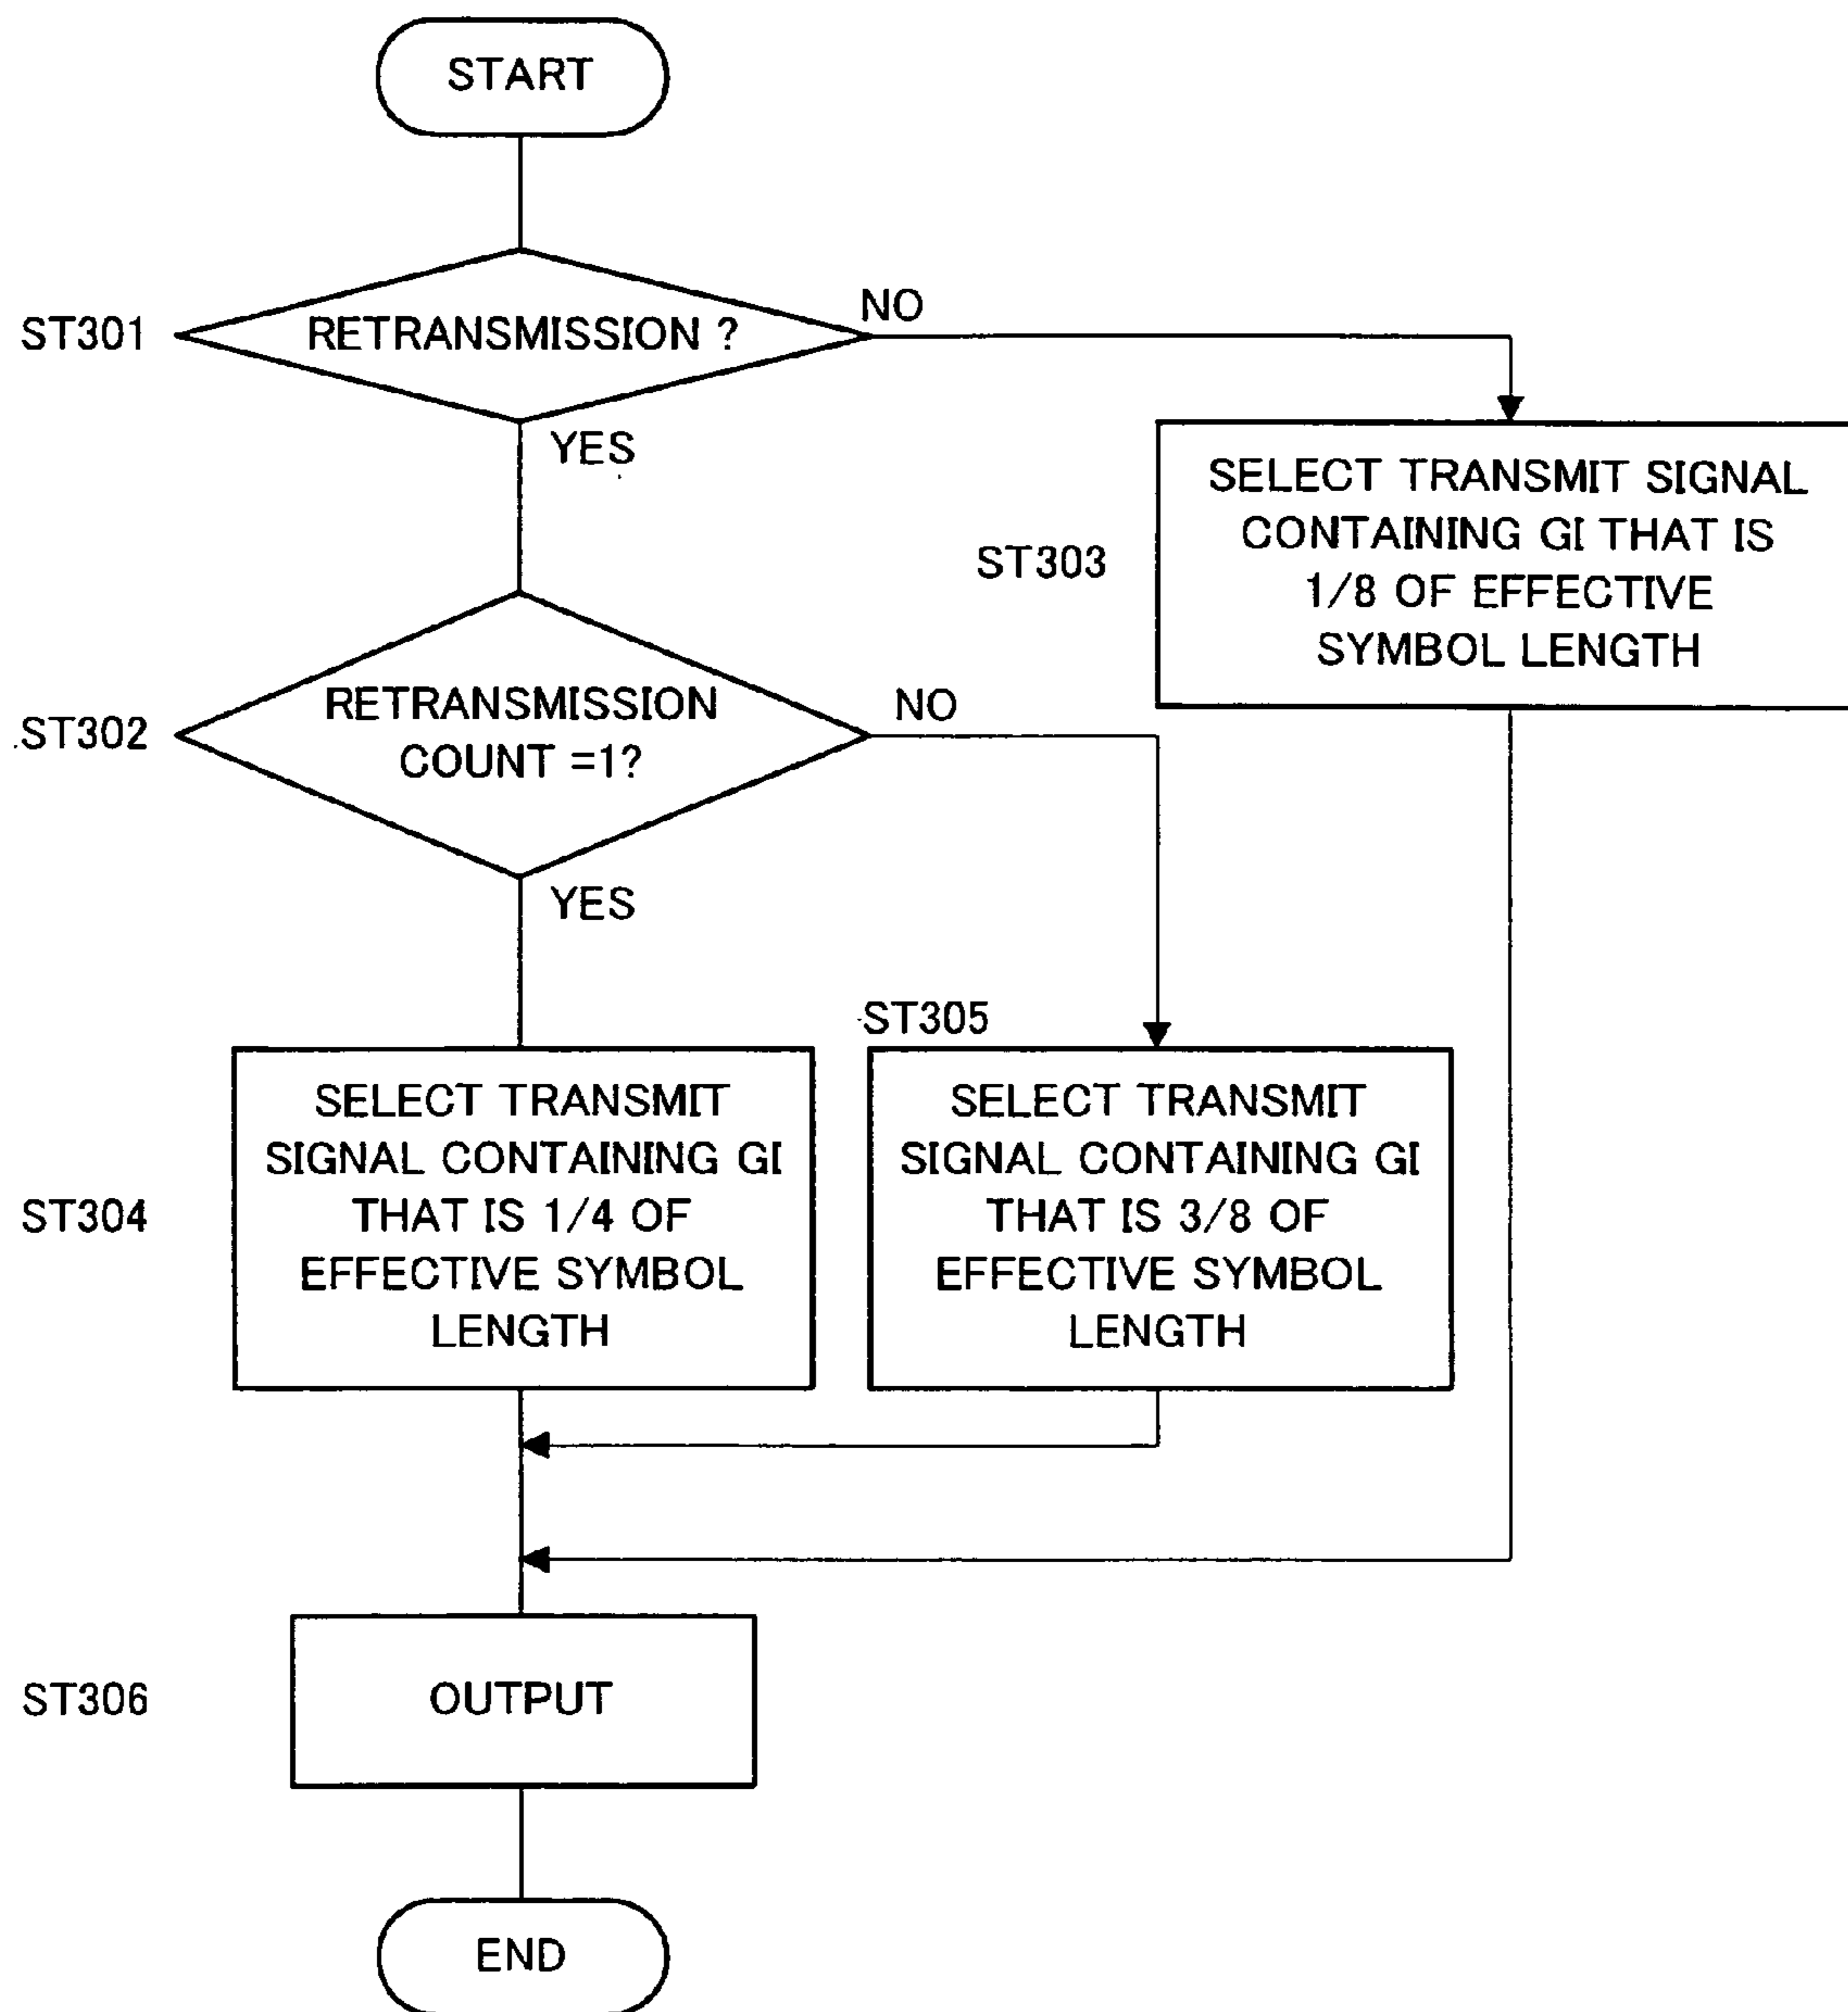 START
ST301
RETRANSMISSION ?
NO
YES
ST303
SELECT TRANSMIT SIGNAL
CONTAINING GI THAT IS
1/8 OF EFFECTIVE
SYMBOL LENGTH
ST302
RETRANSMISSION
COUNT =1?
NO
YES
ST304
SELECT TRANSMIT
SIGNAL CONTAINING GI
THAT IS 1/4 OF
EFFECTIVE SYMBOL
LENGTH
ST305
SELECT TRANSMIT
SIGNAL CONTAINING GI
THAT IS 3/8 OF
EFFECTIVE SYMBOL
LENGTH
ST306
OUTPUT
END